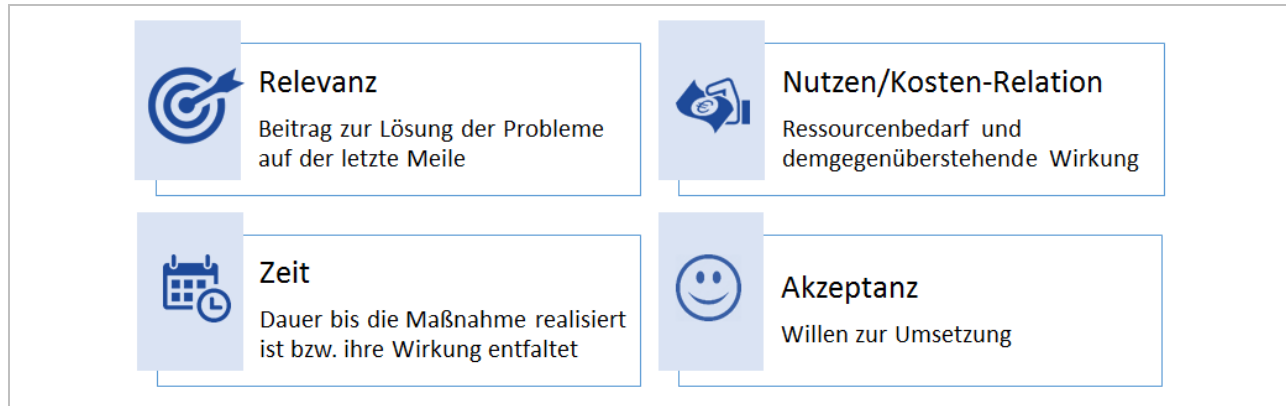 Relevanz
Beitrag zur Lösung der Probleme
auf der letzte Meile
Nutzen/Kosten-Relation
€
Ressourcenbedarf und
demgegenüberstehende Wirkung
Zeit
Dauer bis die Maßnahme realisiert
ist bzw. ihre Wirkung entfaltet
Akzeptanz
Willen zur Umsetzung